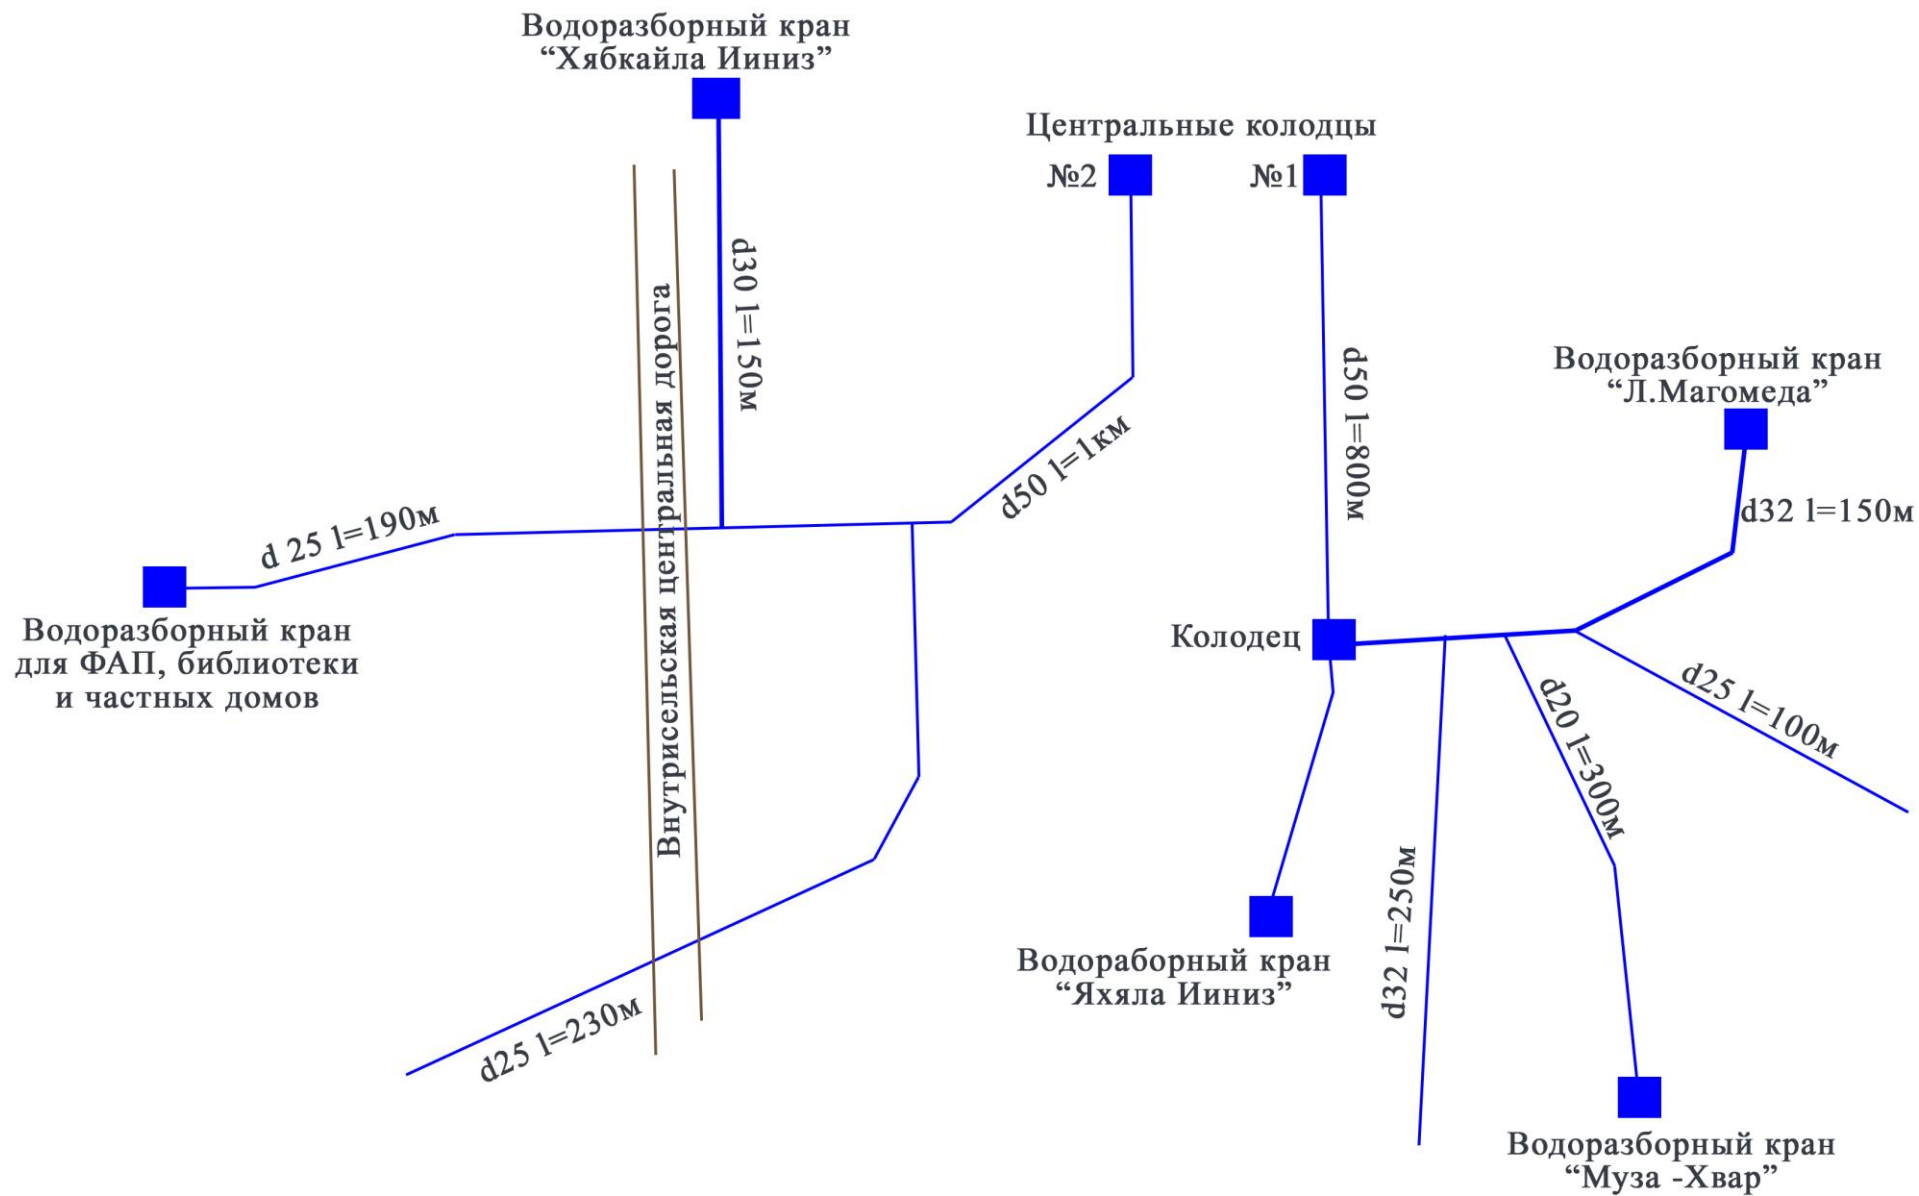 Водоразборный кран
“Хябкайла Ииниз”
Центральные колодцы
№2
№1
d30 l=150м
Внутрисельская центральная дорога
d50 l=1км
d50 l=800м
Водоразборный кран
“Л.Магомеда”
d32 l=150м
d 25 l=190м
Водоразборный кран
для ФАП, библиотеки
и частных домов
Колодец
d25 l=100м
d20 l=300м
d32 l=250м
Водораборный кран
“Яхяла Ииниз”
d25 l=230м
Водоразборный кран
“Муза -Хвар”